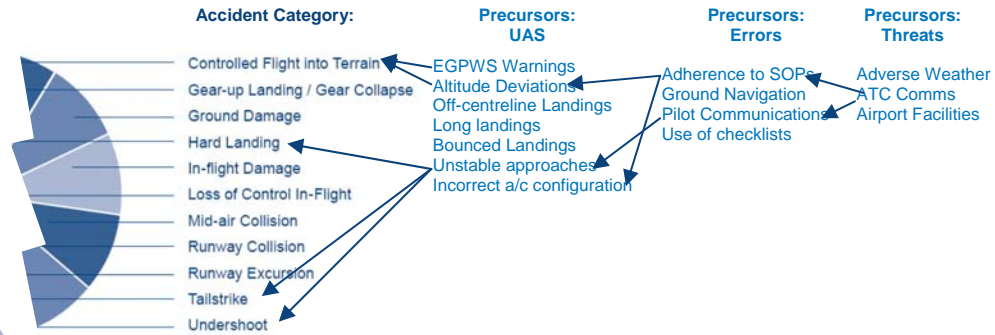 Accident Category:
Precursors:
UAS
Precursors:
Errors
Precursors:
Threats
Controlled Flight into Terrain
Gear-up Landing / Gear Collapse
Ground Damage
Hard Landing
In-flight Damage
Loss of Control In-Flight
Mid-air Collision
Runway Collision
Runway Excursion
Tailstrike
Undershoot
EGPWS Warnings
Altitude Deviations
Off-centreline Landings
Long landings
Bounced Landings
Unstable approaches
Incorrect a/c configuration
Adherence to SOPs
Ground Navigation
Pilot Communications
Use of checklists
Adverse Weather
ATC Comms
Airport Facilities